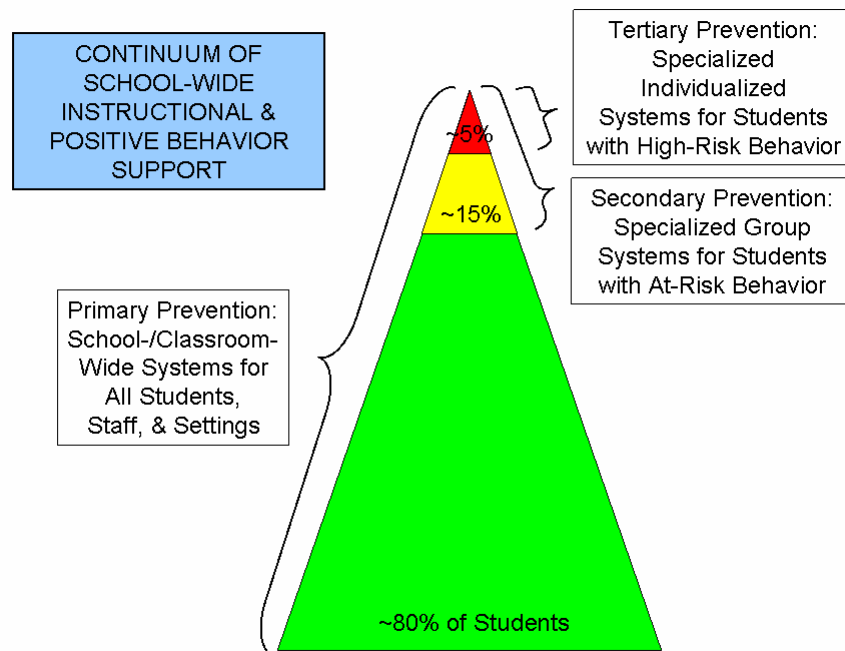 CONTINUUM OF
SCHOOL-WIDE
INSTRUCTIONAL &
POSITIVE BEHAVIOR
SUPPORT
Tertiary Prevention:
Specialized
Individualized
Systems for Students
with High-Risk Behavior
~5%
~15%
Secondary Prevention:
Specialized Group
Systems for Students
with At-Risk Behavior
Primary Prevention:
School-/Classroom-
Wide Systems for
All Students,
Staff, & Settings
~80% of Students